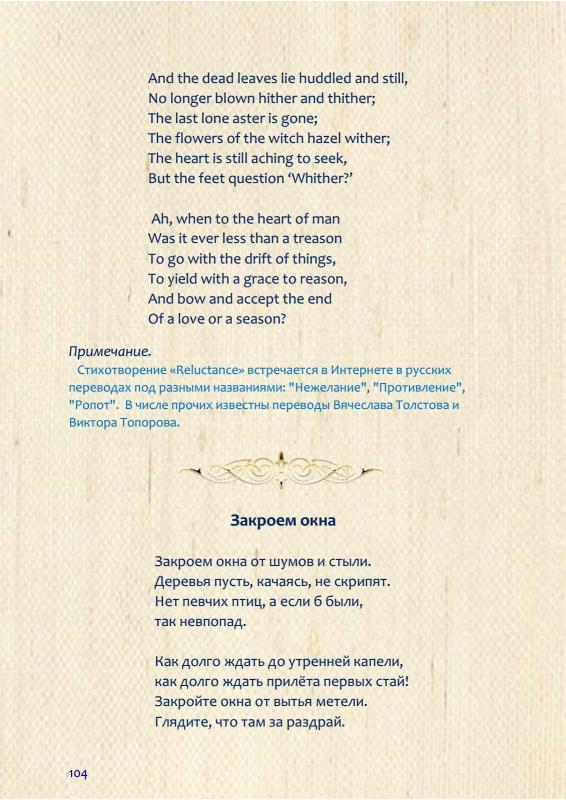 And the dead leaves lie huddled and still,
No longer blown hither and thither;
The last lone aster is gone;
The flowers of the witch hazel wither;
The heart is still aching to seek,
But the feet question ‘Whither?’
Ah, when to the heart of man
Was it ever less than a treason
To go with the drift of things,
To yield with a grace to reason,
And bow and accept the end
Of a love or a season?
Примечание.
Стихотворение «Reluctance» встречается в Интернете в русских
переводах под разными названиями: "Нежелание", "Противление",
"Ропот". В числе прочих известны переводы Вячеслава Толстова и
Виктора Топорова.
Закроем окна
Закроем окна от шумов и стыли.
Деревья пусть, качаясь, не скрипят.
Нет певчих птиц, а если б были,
так невпопад.
Как долго ждать до утренней капели,
как долго ждать прилёта первых стай!
Закройте окна от вытья метели.
Глядите, что там за раздрай.
104